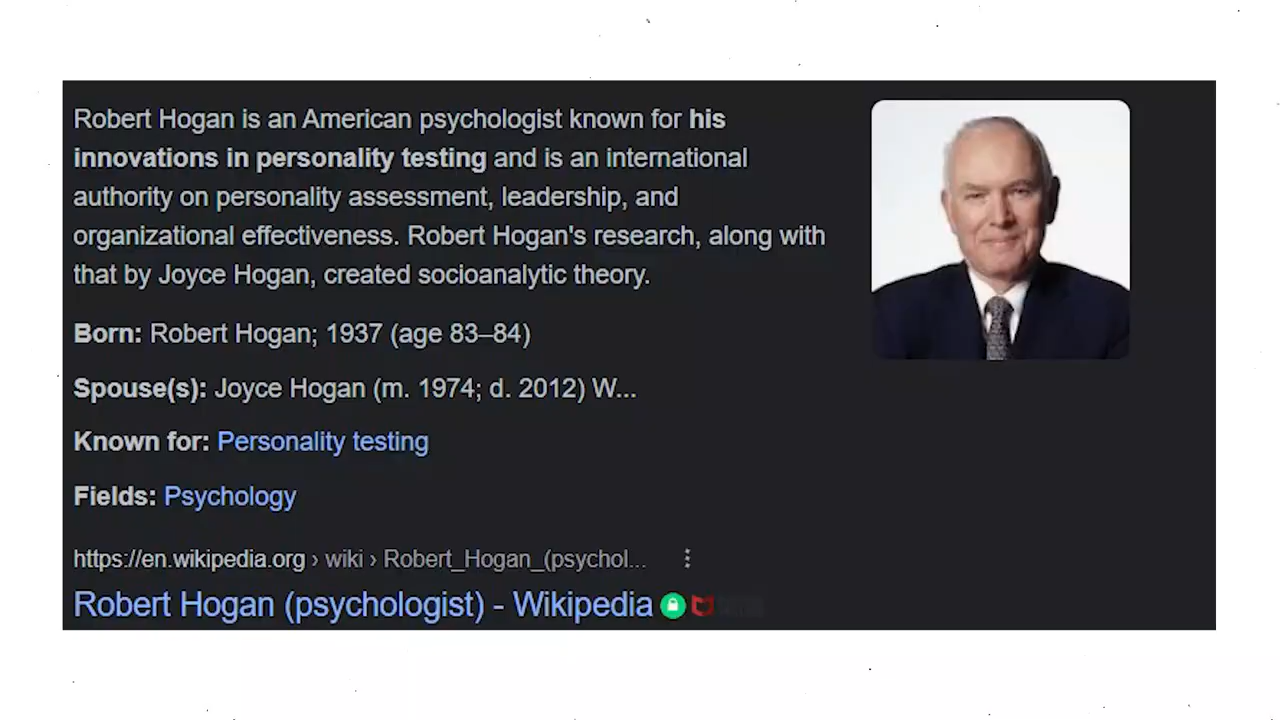 Robert Hogan is an American psychologist known for his
innovations in personality testing and is an international
authority on personality assessment, leadership, and
organizational effectiveness. Robert Hogan's research, along with
that by Joyce Hogan, created socioanalytic theory.
Born: Robert Hogan; 1937 (age 83–84)
Spouse(s): Joyce Hogan (m. 1974; d. 2012) W...
Known for: Personality testing
Fields: Psychology
https://en.wikipedia.org › wiki › Robert_Hogan_(psychol...
Robert Hogan (psychologist) - Wikipedia